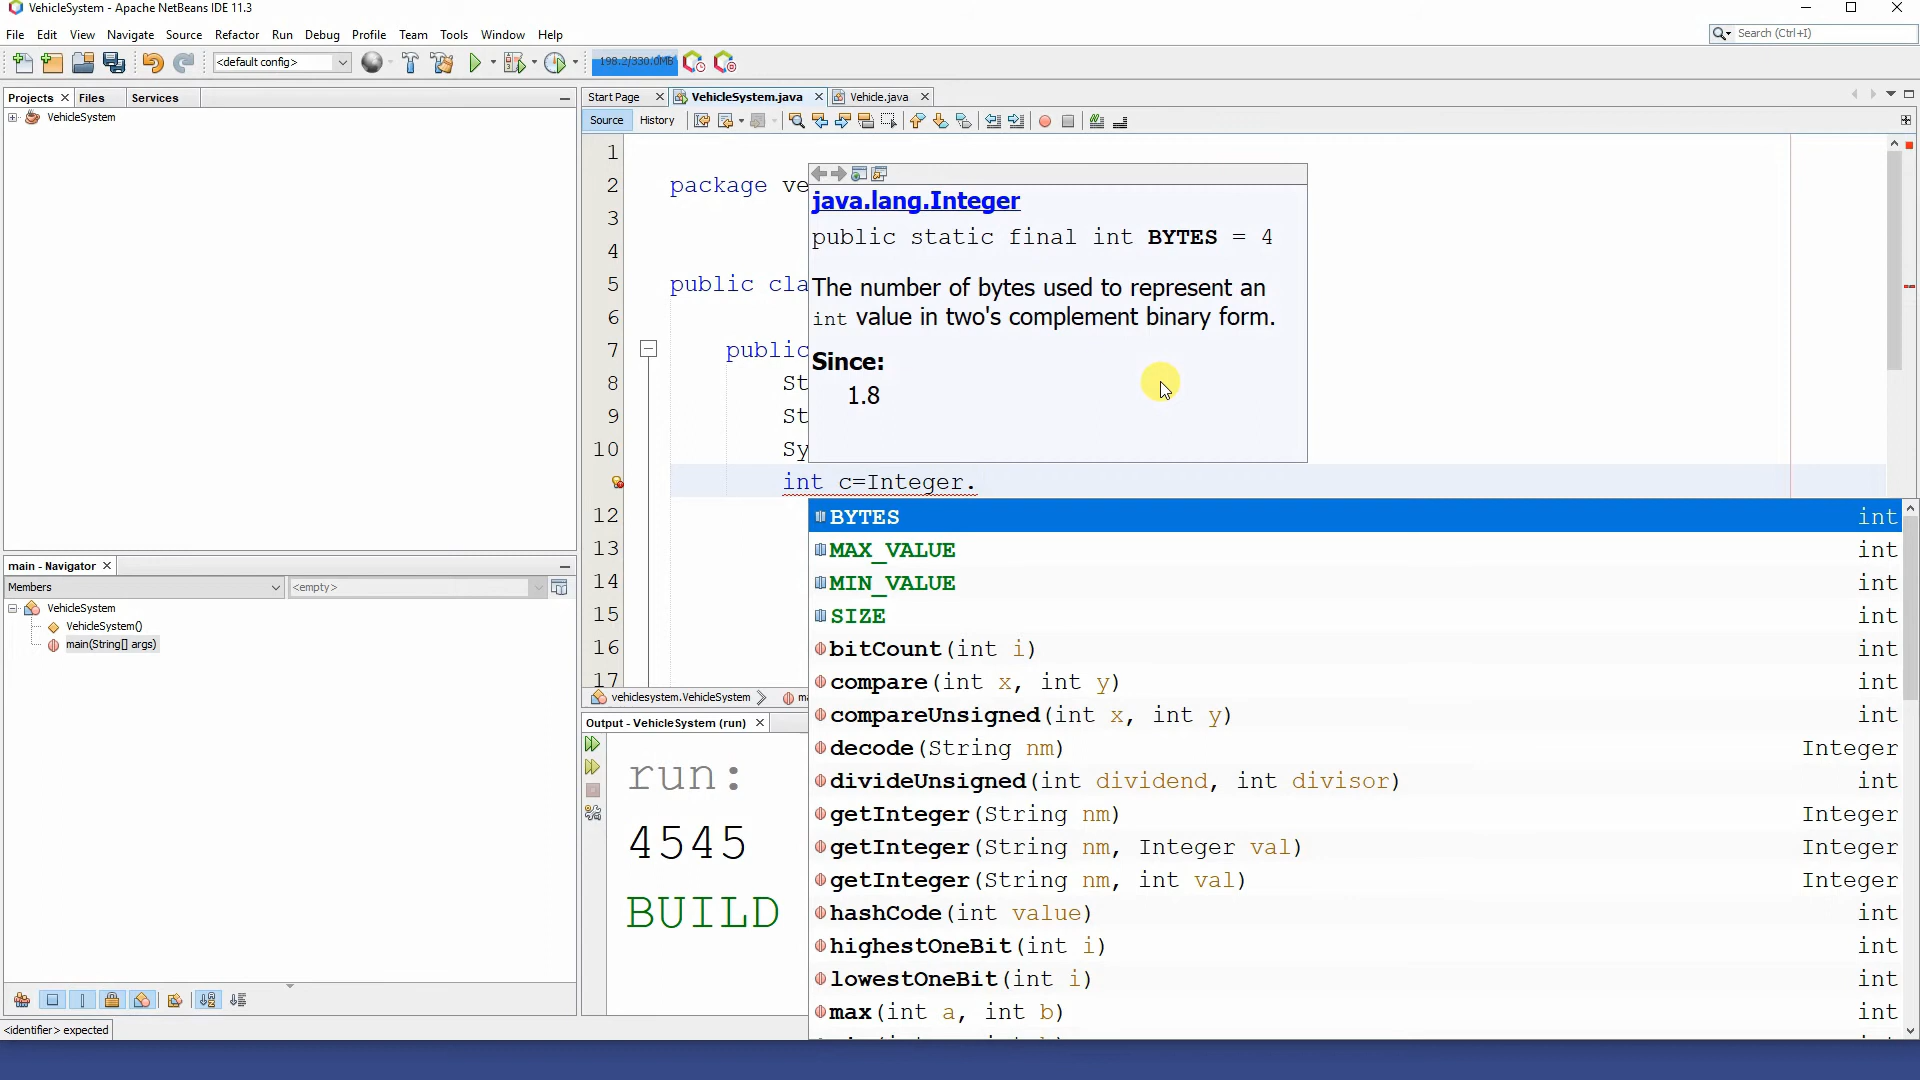 VehicleSystem - Apache NetBeans IDE 11.3
File Edit View Navigate Source Refactor Run Debug Profile Team Tools Window Help
Search (Ctrl+I)
<default config>
198.2/330.0MB
Projects Files Services
Start Page VehicleSystem.java Vehicle.java
VehicleSystem
Source History
1
2 package ve
3
4
5 public cla
6
7 public
8 St
9 St
10 Sy
int c=Integer.
12
13
14
15
16
17
java.lang.Integer
public static final int BYTES = 4
The number of bytes used to represent an
int value in two's complement binary form.
Since:
1.8
BYTES int
MAX_VALUE int
MIN_VALUE int
SIZE int
bitCount(int i) int
compare(int x, int y) int
compareUnsigned(int x, int y) int
decode(String nm) Integer
divideUnsigned(int dividend, int divisor) int
getInteger(String nm) Integer
getInteger(String nm, Integer val) Integer
getInteger(String nm, int val) Integer
hashCode(int value) int
highestOneBit(int i) int
lowestOneBit(int i) int
max(int a, int b) int
main - Navigator
Members <empty>
VehicleSystem
VehicleSystem()
main(String[] args)
vehiclesystem.VehicleSystem
Output - VehicleSystem (run)
run:
4545
BUILD
<identifier> expected